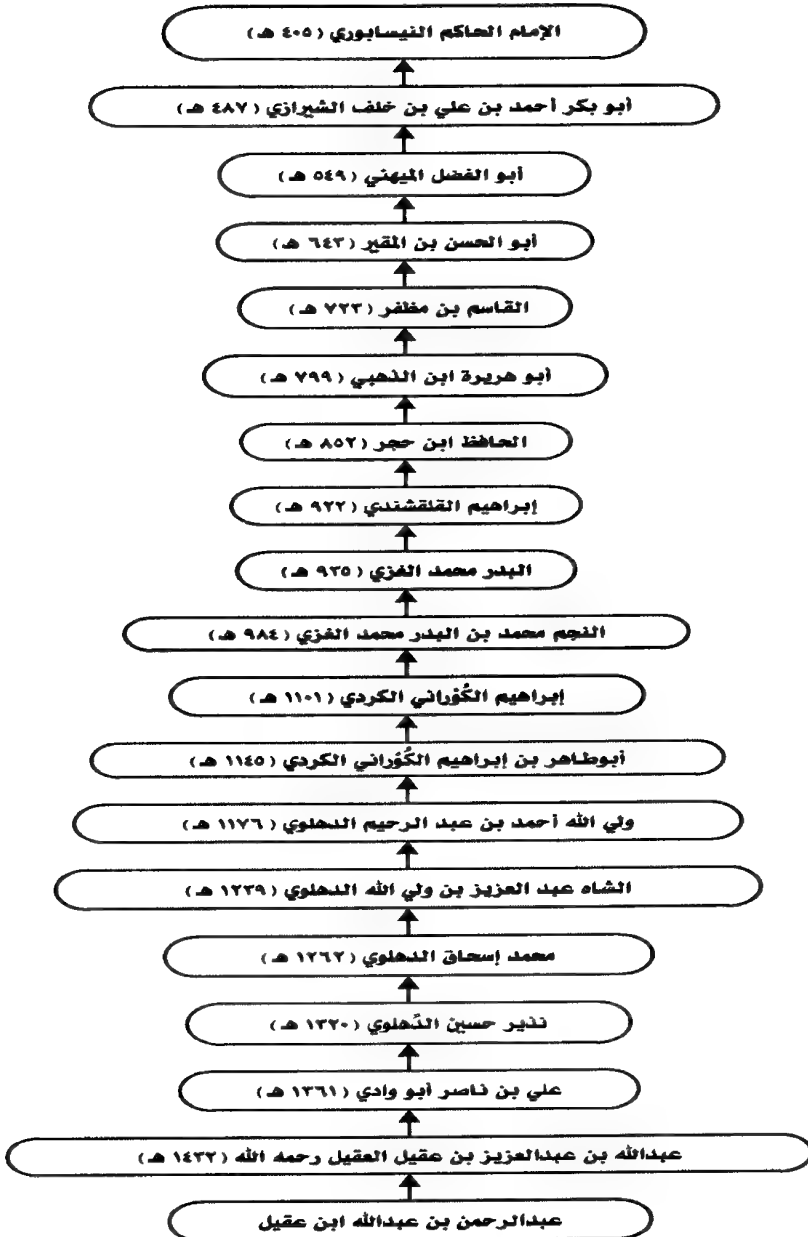 الإمام الحاكم النيسابوري ( ٤٠٥ هـ )
أبو بكر أحمد بن علي بن خلف الشيرازي ( ٤٨٧ هـ )
أبو الفضل الميهني ( ٥٤٩ هـ )
أبو الحسن بن المقير ( ٦٤٣ هـ )
القاسم بن مظفر ( ٧٢٣ هـ )
أبو هريرة ابن الذهبي ( ٧٩٩ هـ )
الحافظ ابن حجر ( ٨٥٢ هـ )
إبراهيم القلقشندي ( ٩٢٢ هـ )
البدر محمد الغزي ( ٩٣٥ هـ )
النجم محمد بن البدر محمد الغزي ( ٩٨٤ هـ )
إبراهيم الكُوْراني الكردي ( ١١٠١ هـ )
أبوطاهر بن إبراهيم الكُوْراني الكردي ( ١١٤٥ هـ )
ولي الله أحمد بن عبد الرحيم الدهلوي ( ١١٧٦ هـ )
الشاه عبد العزيز بن ولي الله الدهلوي ( ١٢٣٩ هـ )
محمد إسحاق الدهلوي ( ١٢٦٢ هـ )
نذير حسين الدَّهلوي ( ١٣٢٠ هـ )
علي بن ناصر أبو وادي ( ١٣٦١ هـ )
عبدالله بن عبدالعزيز بن عقيل العقيل رحمه الله ( ١٤٣٢ هـ )
عبدالرحمن بن عبدالله ابن عقيل